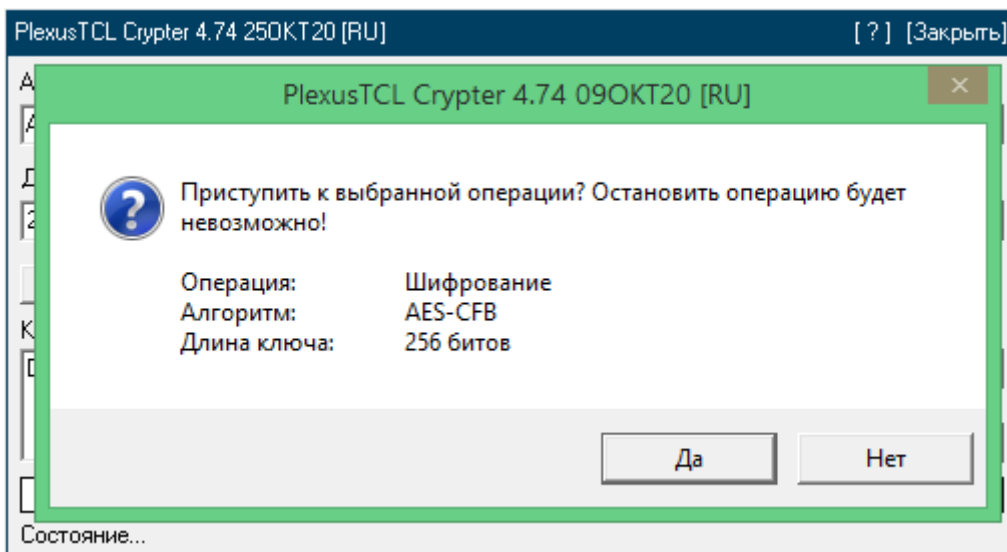 PlexusTCL Crypter 4.74 25OKT20 [RU] [ ? ] [Закрыть]
PlexusTCL Crypter 4.74 09OKT20 [RU]
Приступить к выбранной операции? Остановить операцию будет
невозможно!
Операция: Шифрование
Алгоритм: AES-CFB
Длина ключа: 256 битов
Да Нет
Состояние...